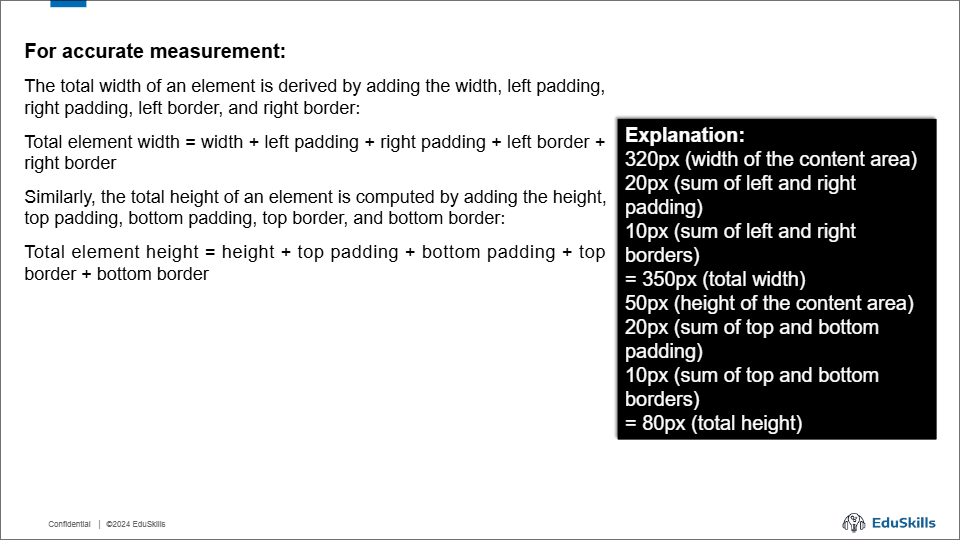 For accurate measurement:
The total width of an element is derived by adding the width, left padding,
right padding, left border, and right border:
Total element width = width + left padding + right padding + left border +
right border
Similarly, the total height of an element is computed by adding the height,
top padding, bottom padding, top border, and bottom border:
Total element height = height + top padding + bottom padding + top
border + bottom border
Explanation:
320px (width of the content area)
20px (sum of left and right
padding)
10px (sum of left and right
borders)
= 350px (total width)
50px (height of the content area)
20px (sum of top and bottom
padding)
10px (sum of top and bottom
borders)
= 80px (total height)
Confidential | ©2024 EduSkills
EduSkills